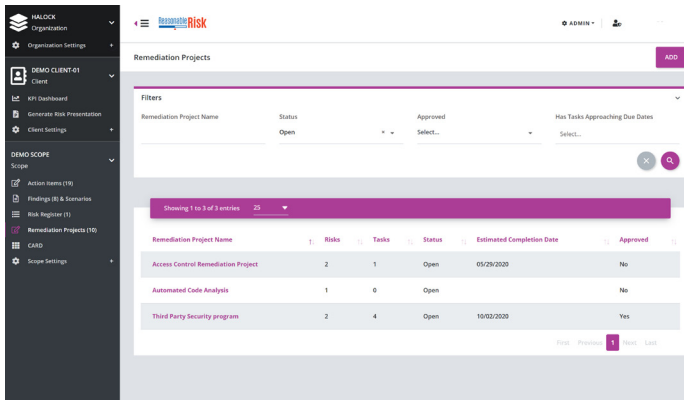 HALOCK
Organization
Organization Settings +
DEMO CLIENT-01
Client
KPI Dashboard
Generate Risk Presentation
Client Settings +
DEMO SCOPE
Scope
Action Items (19)
Findings (8) & Scenarios
Risk Register (1)
Remediation Projects (10)
CARD
Scope Settings +
ReasonableRisk
ADMIN
Remediation Projects
ADD
Filters
Remediation Project Name Status Approved Has Tasks Approaching Due Dates
Open × Select... Select...
Showing 1 to 3 of 3 entries 25
Remediation Project Name Risks Tasks Status Estimated Completion Date Approved
Access Control Remediation Project 2 1 Open 05/29/2020 No
Automated Code Analysis 1 0 Open No
Third Party Security program 2 4 Open 10/02/2020 Yes
First Previous 1 Next Last